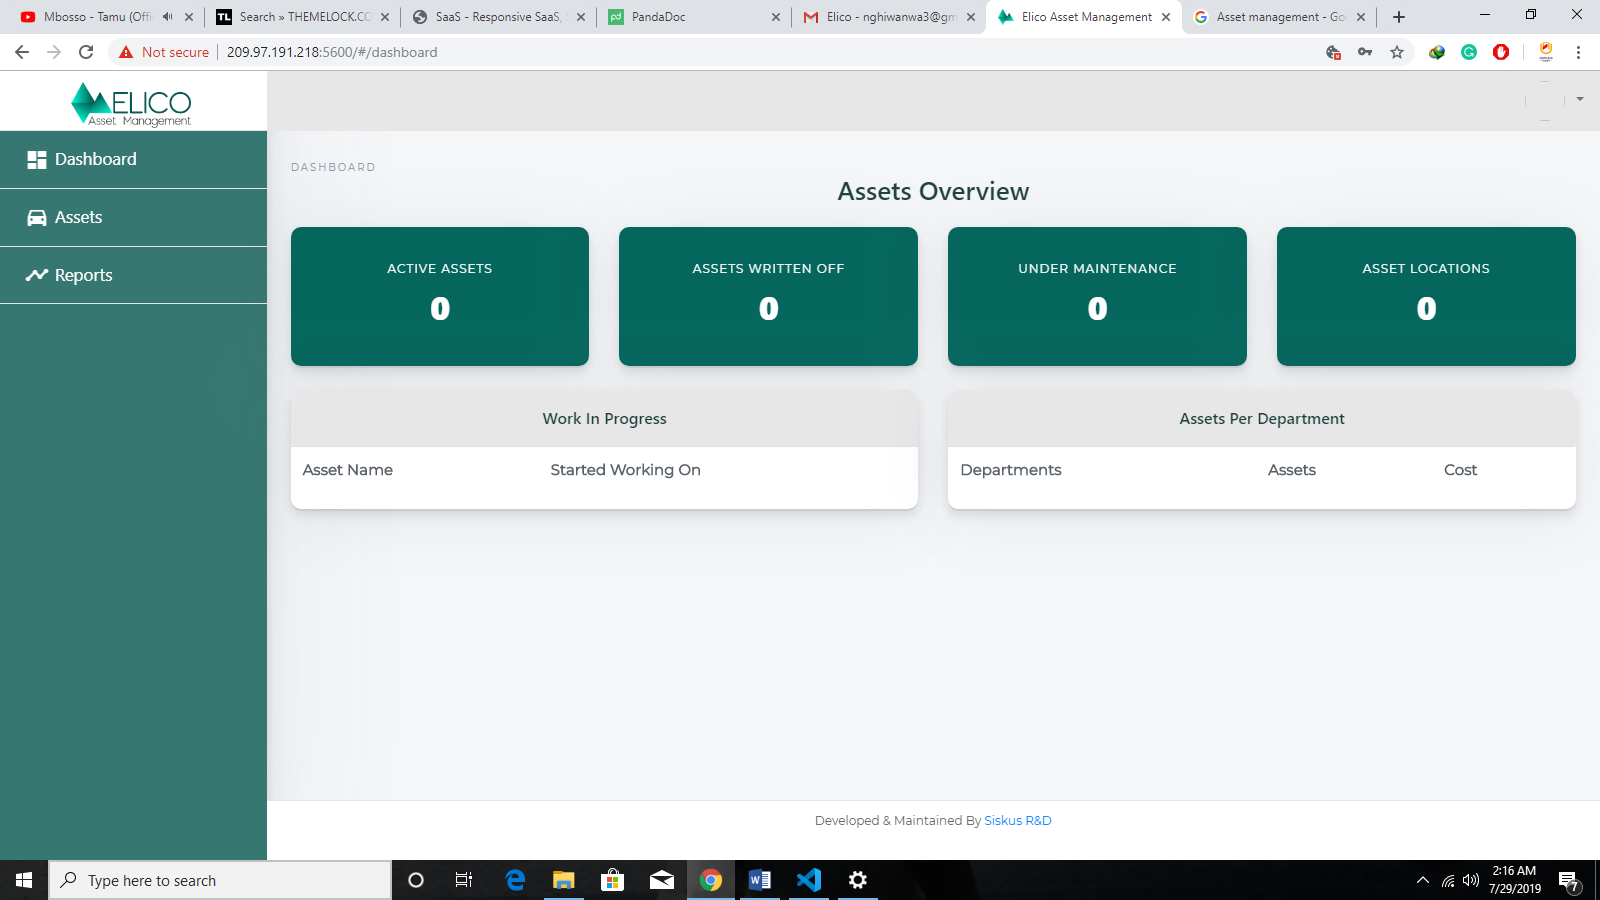 Mbosso - Tamu (Offi
TL Search » THEMELOCK.CO
SaaS - Responsive SaaS,
pd PandaDoc
Elico - nghiwanwa3@gm
Elico Asset Management
Asset management - Go
Not secure | 209.97.191.218:5600/#/dashboard
ELICO
Asset Management
Dashboard
Assets
Reports
DASHBOARD
Assets Overview
ACTIVE ASSETS
0
ASSETS WRITTEN OFF
0
UNDER MAINTENANCE
0
ASSET LOCATIONS
0
Work In Progress
Asset Name Started Working On
Assets Per Department
Departments Assets Cost
Developed & Maintained By Siskus R&D
Type here to search
2:16 AM
7/29/2019
7